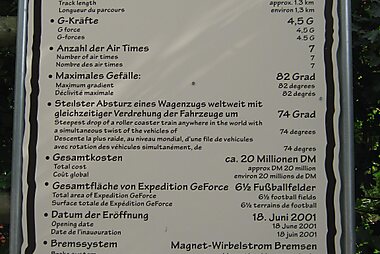 Track length approx. 1.3 km
Longueur du parcours environ 1,3 km
• G-Kräfte 4,5 G
G force 4.5 G
G-forces 4.5 G
• Anzahl der Air Times 7
Number of air times 7
Nombre des air times 7
• Maximales Gefälle: 82 Grad
Maximum gradient 82 degrees
Déclivité maximale 82 degrés
• Steilster Absturz eines Wagenzugs weltweit mit
gleichzeitiger Verdrehung der Fahrzeuge um 74 Grad
Steepest drop of a roller coaster train anywhere in the world with
a simultaneous twist of the vehicles of 74 degrees
Descente la plus raide, au niveau mondial, d'une file de vehicles
avec rotation des véhicules simultanément, de 74 degrés
• Gesamtkosten ca. 20 Millionen DM
Total cost approx DM 20 million
Coût global environ 20 millions de DM
• Gesamtfläche von Expedition GeForce 6½ Fußballfelder
Total area of Expedition GeForce 6½ football fields
Surface totale de Expédition GeForce 6½ terrains de football
• Datum der Eröffnung 18. Juni 2001
Opening date 18 June 2001
Date de l'inauguration 18 juin 2001
• Bremssystem Magnet-Wirbelstrom Bremsen